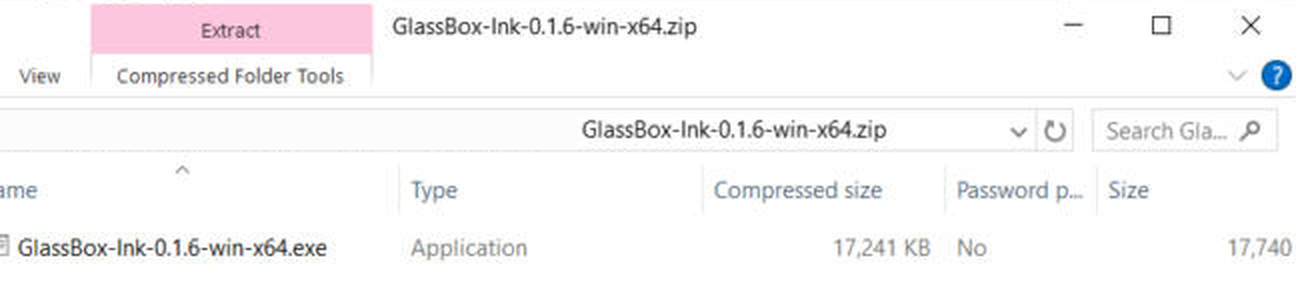 Extract GlassBox-Ink-0.1.6-win-x64.zip
View Compressed Folder Tools ?
GlassBox-Ink-0.1.6-win-x64.zip Search Gla...
ame Type Compressed size Password p... Size
GlassBox-Ink-0.1.6-win-x64.exe Application 17,241 KB No 17,740